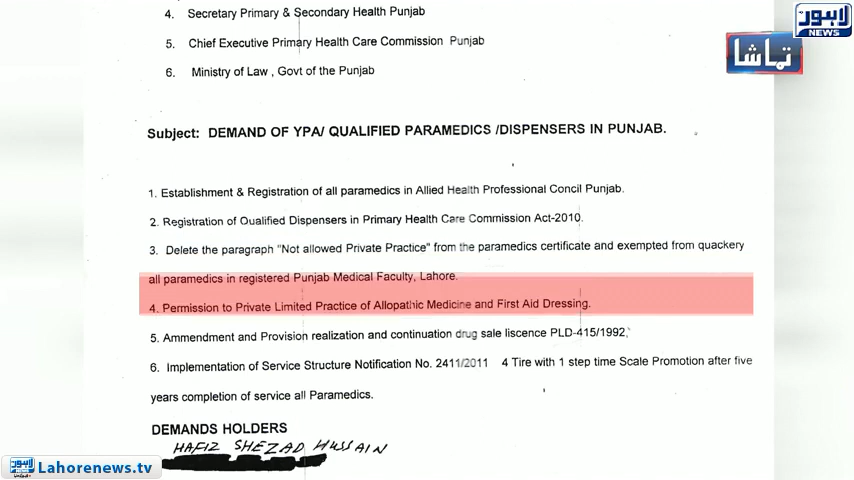 4. Secretary Primary & Secondary Health Punjab
لاہور
NEWS
5. Chief Executive Primary Health Care Commission Punjab
تماشا
6. Ministry of Law , Govt of the Punjab
Subject: DEMAND OF YPA/ QUALIFIED PARAMEDICS /DISPENSERS IN PUNJAB.
1. Establishment & Registration of all paramedics in Allied Health Professional Concil Punjab.
2. Registration of Qualified Dispensers in Primary Health Care Commission Act-2010.
3. Delete the paragraph "Not allowed Private Practice" from the paramedics certificate and exempted from quackery
all paramedics in registered Punjab Medical Faculty, Lahore.
4. Permission to Private Limited Practice of Allopathic Medicine and First Aid Dressing.
5. Ammendment and Provision realization and continuation drug sale liscence PLD-415/1992,
6. Implementation of Service Structure Notification No. 2411/2011 4 Tire with 1 step time Scale Promotion after five
years completion of service all Paramedics.
DEMANDS HOLDERS
HAFIZ SHEZAD HUSSAIN
Lahorenews.tv